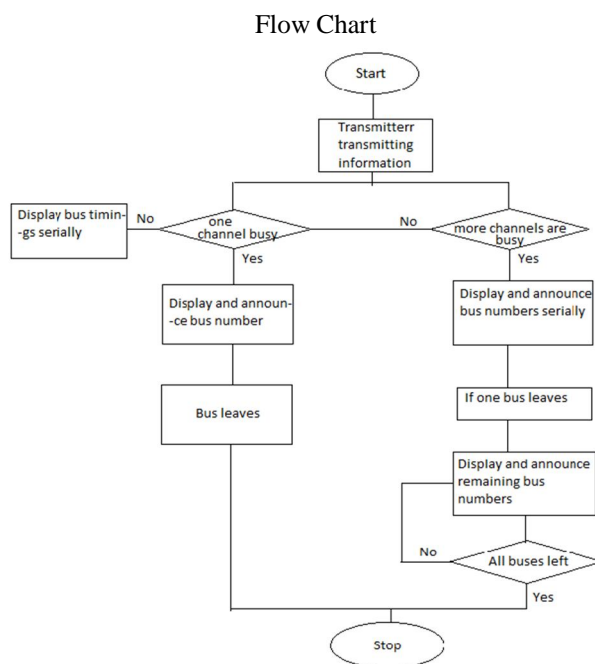 Flow Chart
Start
Transmitterr
transmitting
information
Display bus timin-
-gs serially
No
one
channel busy
No
more channels are
busy
Yes
Yes
Display and announ-
-ce bus number
Display and announce
bus numbers serially
Bus leaves
If one bus leaves
Display and announce
remaining bus
numbers
No
All buses left
Yes
Stop